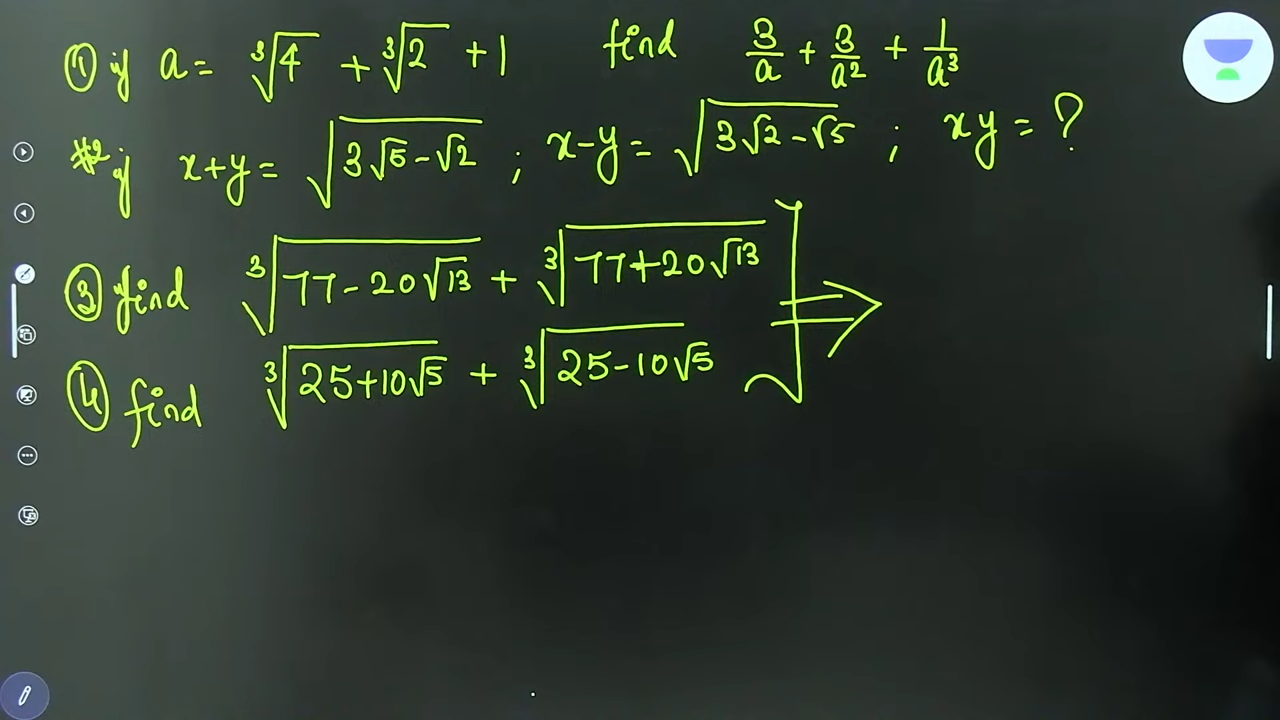 ① if a = ∛4 + ∛2 + 1 find 3/a + 3/a² + 1/a³
#2 if x+y = √(3√5-√2) ; x-y = √(3√2-√5) ; xy = ?
③ find ∛(77-20√13) + ∛(77+20√13)
④ find ∛(25+10√5) + ∛(25-10√5)